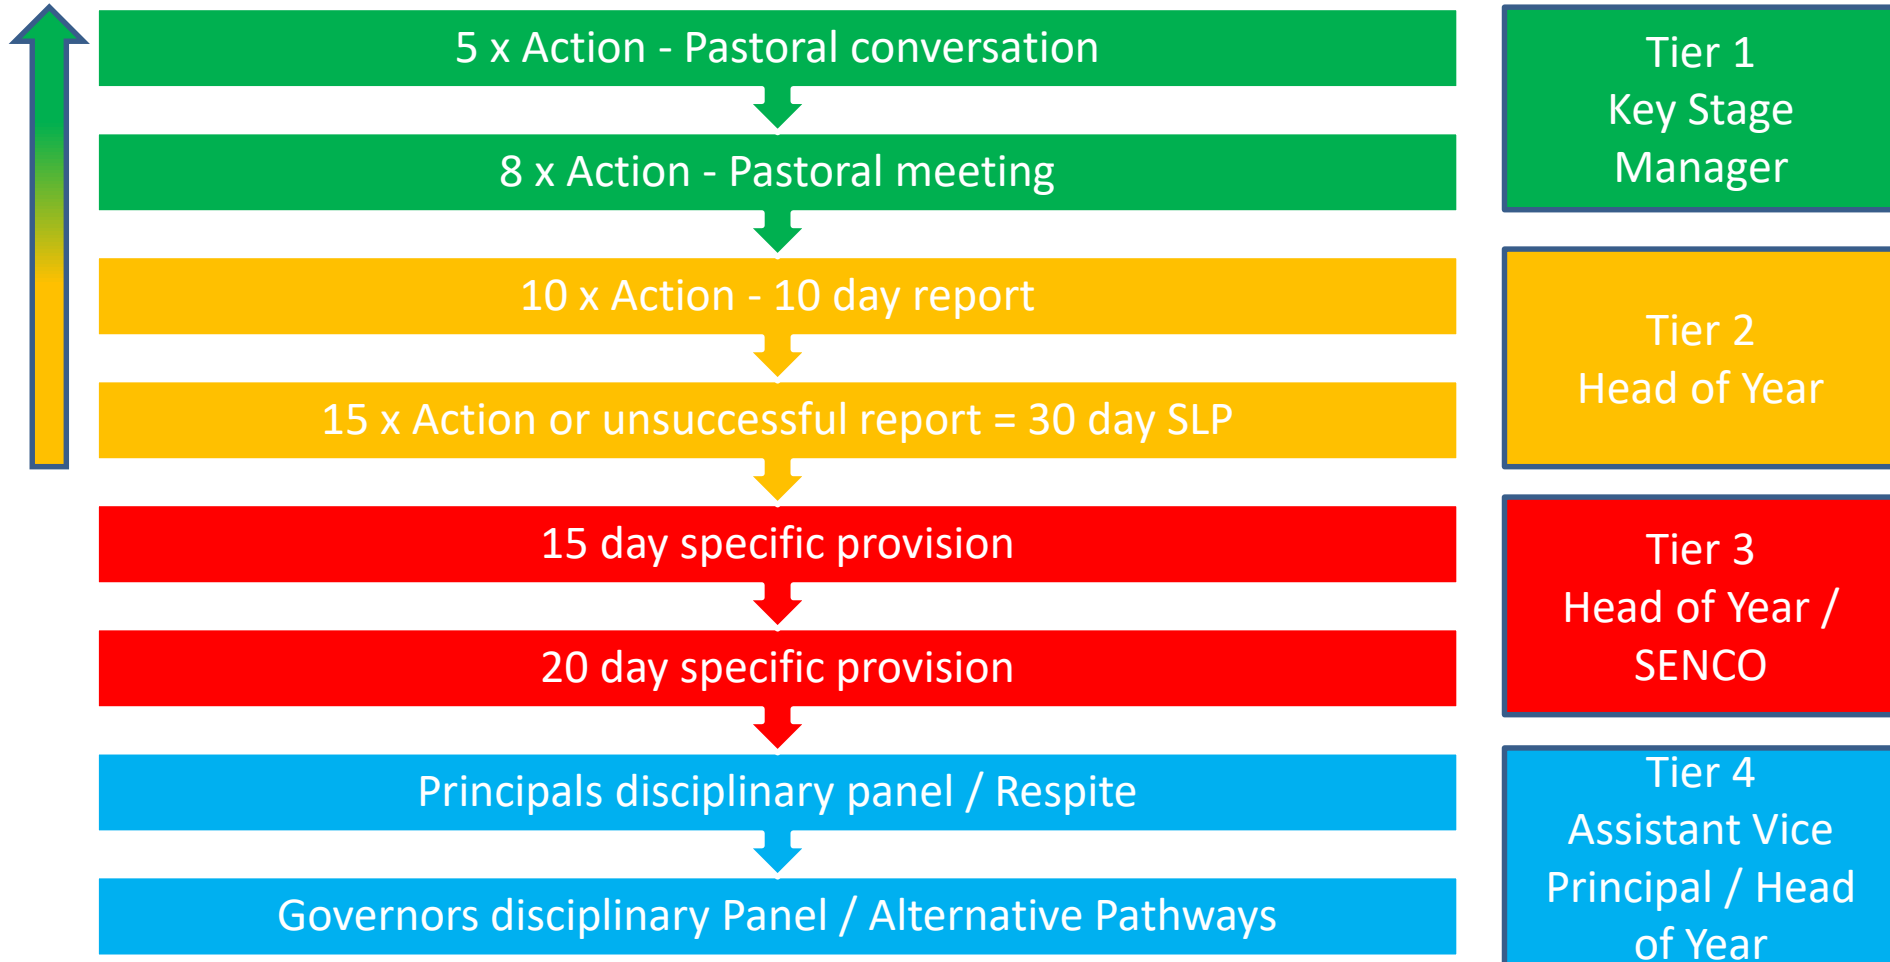 5 x Action - Pastoral conversation
8 x Action - Pastoral meeting
10 x Action - 10 day report
15 x Action or unsuccessful report = 30 day SLP
15 day specific provision
20 day specific provision
Principals disciplinary panel / Respite
Governors disciplinary Panel / Alternative Pathways
Tier 1
Key Stage
Manager
Tier 2
Head of Year
Tier 3
Head of Year /
SENCO
Tier 4
Assistant Vice
Principal / Head
of Year